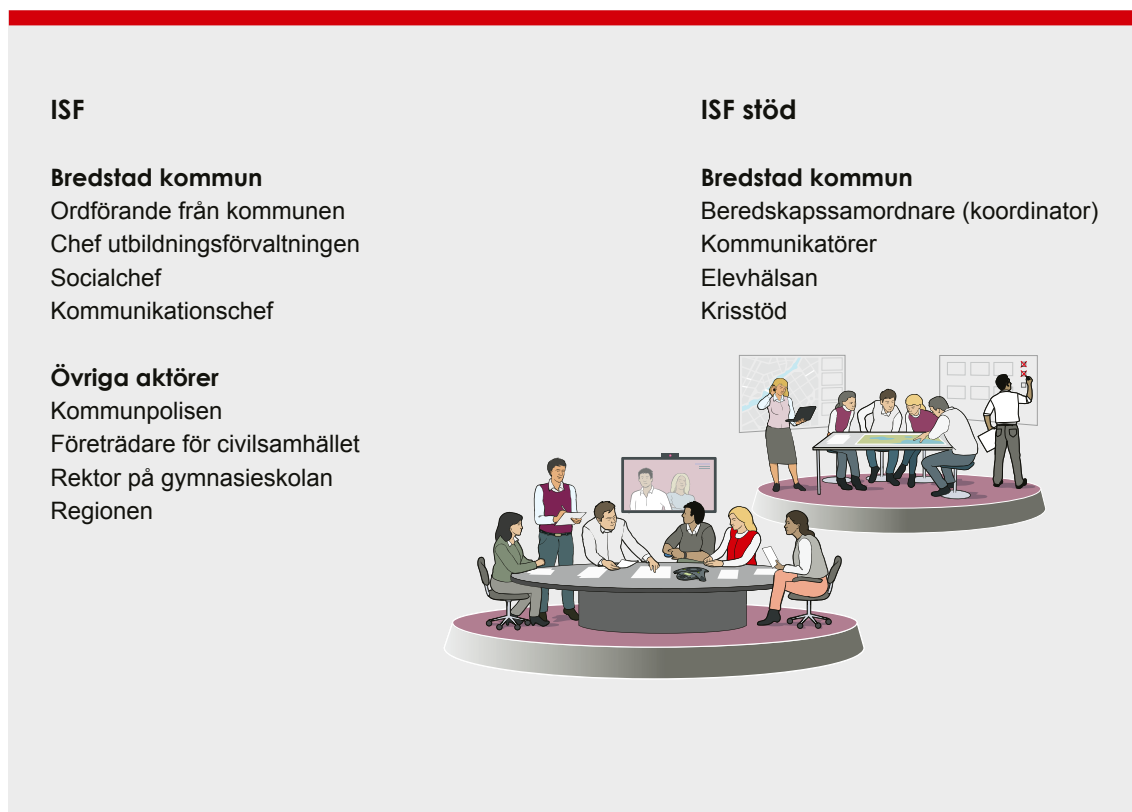 ISF
Bredstad kommun
Ordförande från kommunen
Chef utbildningsförvaltningen
Socialchef
Kommunikationschef
Övriga aktörer
Kommunpolisen
Företrädare för civilsamhället
Rektor på gymnasieskolan
Regionen
ISF stöd
Bredstad kommun
Beredskapssamordnare (koordinator)
Kommunikatörer
Elevhälsan
Krisstöd